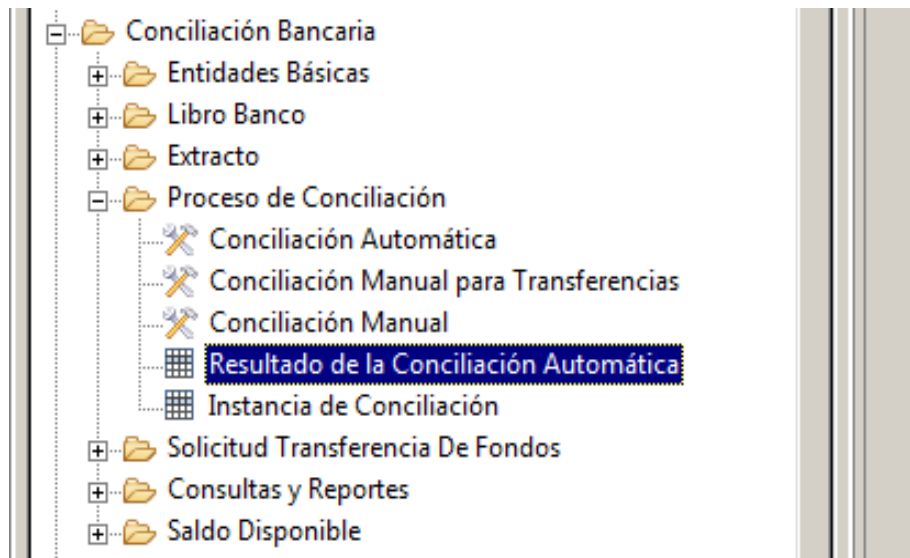 Conciliación Bancaria
Entidades Básicas
Libro Banco
Extracto
Proceso de Conciliación
Conciliación Automática
Conciliación Manual para Transferencias
Conciliación Manual
Resultado de la Conciliación Automática
Instancia de Conciliación
Solicitud Transferencia De Fondos
Consultas y Reportes
Saldo Disponible